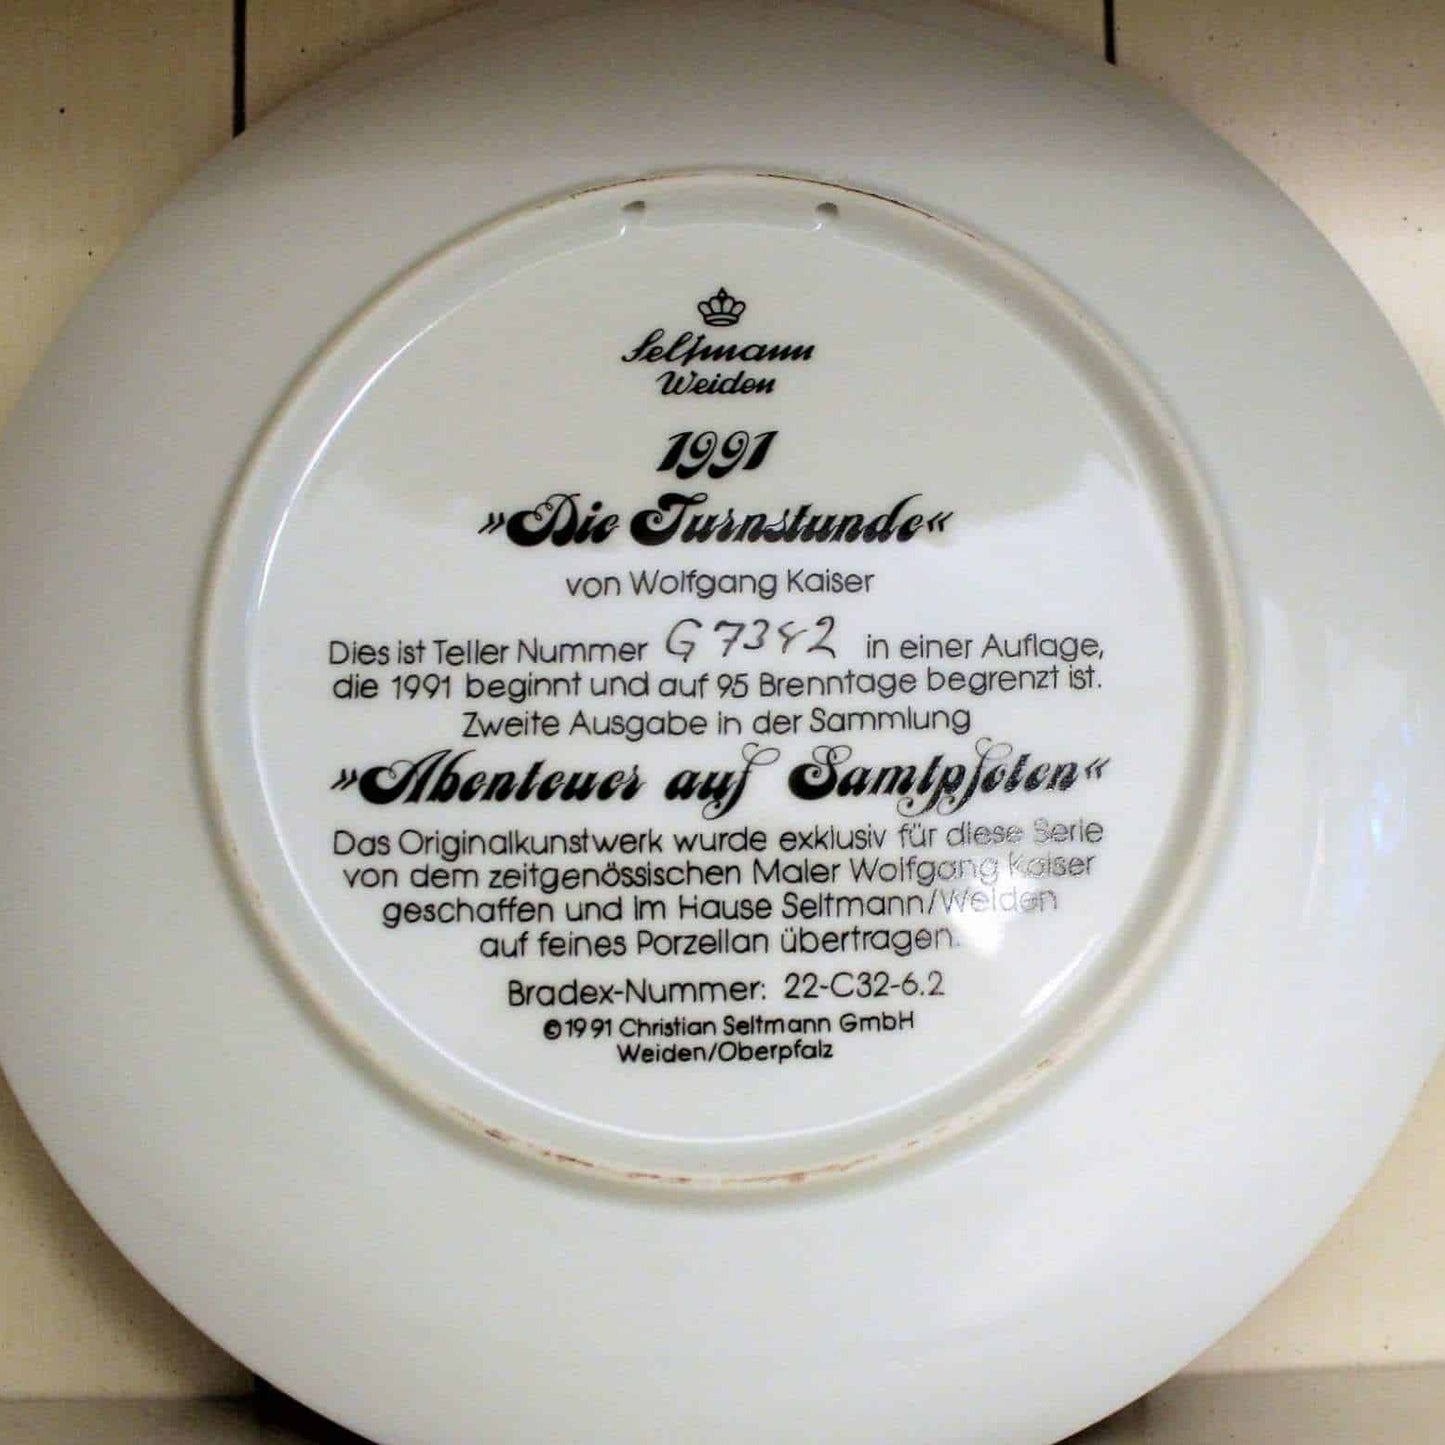 Seltmann
Weiden
1991
»Die Turnstunde«
von Wolfgang Kaiser
Dies ist Teller Nummer G 7382 in einer Auflage,
die 1991 beginnt und auf 95 Brenntage begrenzt ist.
Zweite Ausgabe in der Sammlung
»Abenteuer auf Samtpfoten«
Das Originalkunstwerk wurde exklusiv für diese Serie
von dem zeitgenössischen Maler Wolfgang Kaiser
geschaffen und im Hause Seltmann/Weiden
auf feines Porzellan übertragen.
Bradex-Nummer: 22-C32-6.2
©1991 Christian Seltmann GmbH
Weiden/Oberpfalz